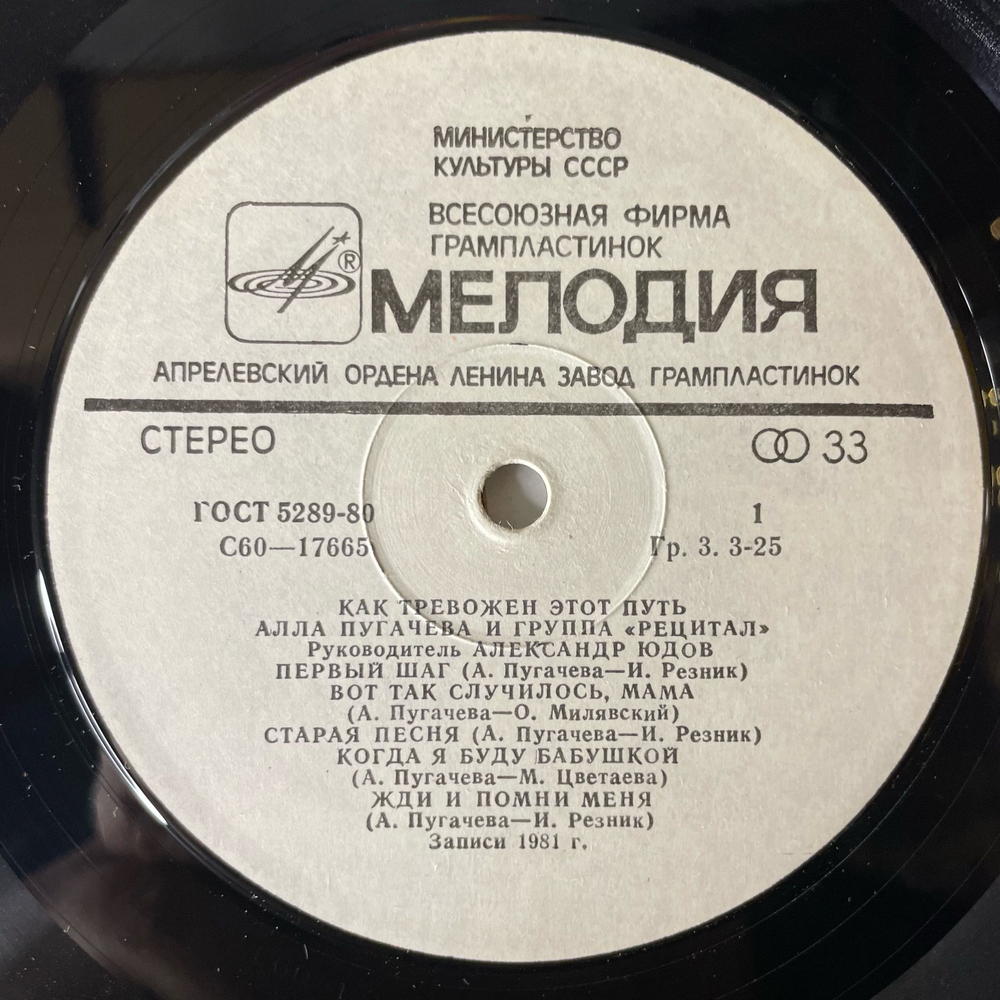 МИНИСТЕРСТВО
КУЛЬТУРЫ СССР
ВСЕСОЮЗНАЯ ФИРМА
ГРАМПЛАСТИНОК
® МЕЛОДИЯ
АПРЕЛЕВСКИЙ ОРДЕНА ЛЕНИНА ЗАВОД ГРАМПЛАСТИНОК
СТЕРЕО 33
ГОСТ 5289-80 1
С60—17665 Гр. 3. 3-25
КАК ТРЕВОЖЕН ЭТОТ ПУТЬ
АЛЛА ПУГАЧЕВА И ГРУППА «РЕЦИТАЛ»
Руководитель АЛЕКСАНДР ЮДОВ
ПЕРВЫЙ ШАГ (А. Пугачева—И. Резник)
ВОТ ТАК СЛУЧИЛОСЬ, МАМА
(А. Пугачева—О. Милявский)
СТАРАЯ ПЕСНЯ (А. Пугачева—И. Резник)
КОГДА Я БУДУ БАБУШКОЙ
(А. Пугачева—М. Цветаева)
ЖДИ И ПОМНИ МЕНЯ
(А. Пугачева—И. Резник)
Записи 1981 г.